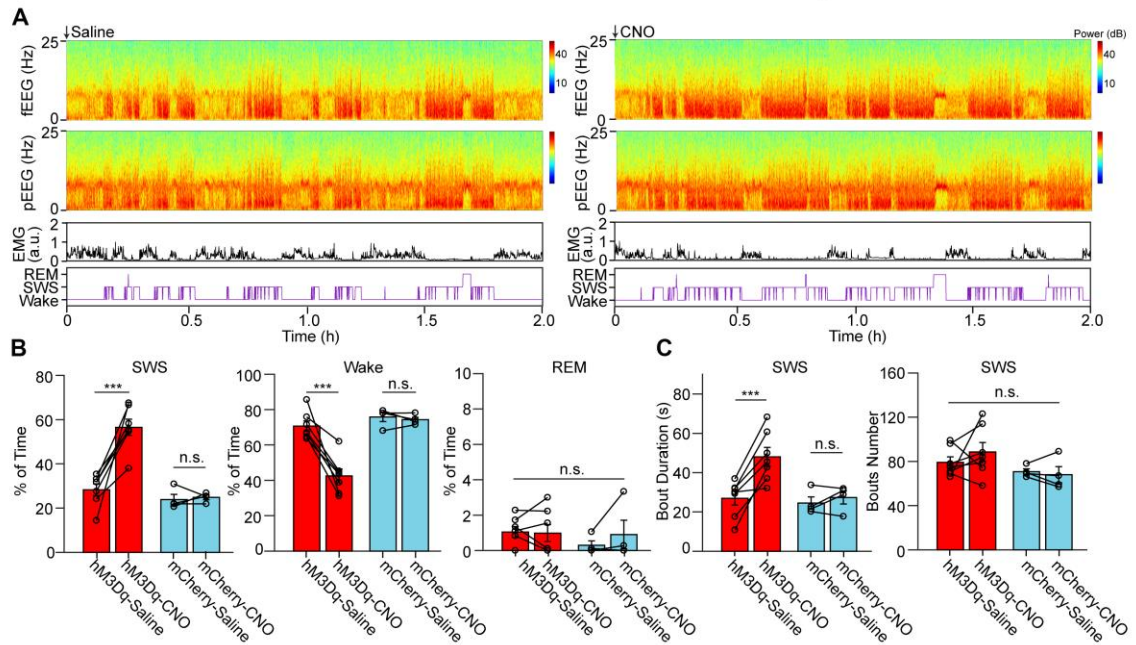 A
↓Saline
↓CNO
Power (dB)
25
fEEG (Hz)
0
40
10
25
fEEG (Hz)
0
40
10
25
pEEG (Hz)
0
25
pEEG (Hz)
0
2
1
0
EMG
(a.u.)
2
1
0
EMG
(a.u.)
REM
SWS
Wake
REM
SWS
Wake
0 0.5 1.0 1.5 2.0
Time (h)
0 0.5 1.0 1.5 2.0
Time (h)
B
SWS
% of Time
80
60
40
20
0
***
n.s.
hM3Dq-Saline
hM3Dq-CNO
mCherry-Saline
mCherry-CNO
Wake
% of Time
100
80
60
40
20
0
***
n.s.
hM3Dq-Saline
hM3Dq-CNO
mCherry-Saline
mCherry-CNO
REM
% of Time
8
6
4
2
0
n.s.
hM3Dq-Saline
hM3Dq-CNO
mCherry-Saline
mCherry-CNO
C
SWS
Bout Duration (s)
80
60
40
20
0
***
n.s.
hM3Dq-Saline
hM3Dq-CNO
mCherry-Saline
mCherry-CNO
SWS
Bouts Number
160
120
80
40
0
n.s.
hM3Dq-Saline
hM3Dq-CNO
mCherry-Saline
mCherry-CNO